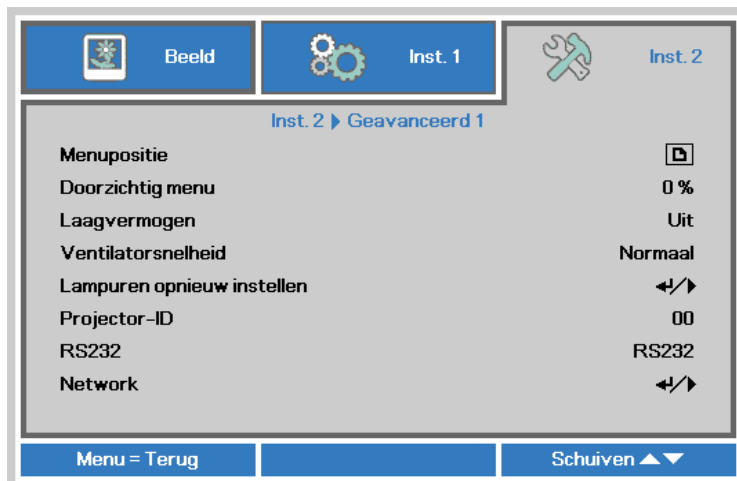 Beeld
Inst. 1
Inst. 2
Inst. 2 Geavanceerd 1
Menupositie
Doorzichtig menu 0 %
Laagvermogen Uit
Ventilatorsnelheid Normaal
Lampuren opnieuw instellen ↵/▶
Projector-ID 00
RS232 RS232
Network ↵/▶
Menu = Terug
Schuiven ▲▼